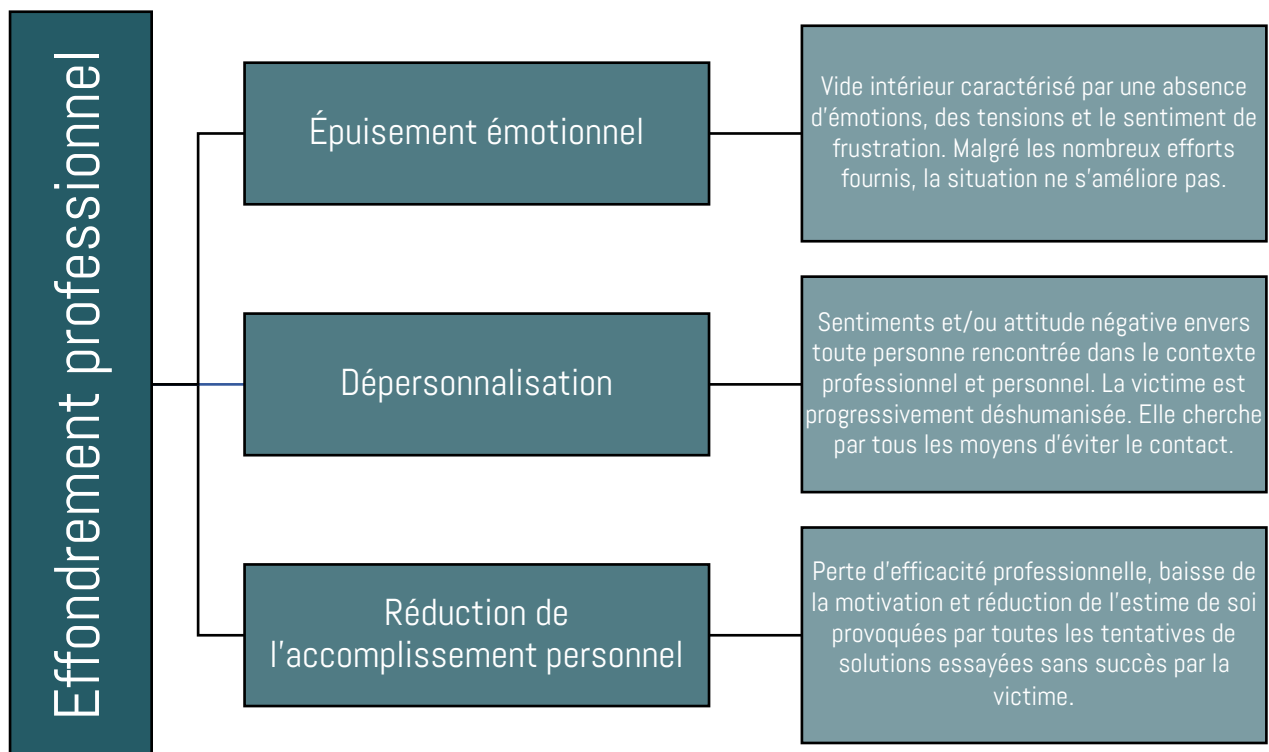 Effondrement professionnel
Épuisement émotionnel
Vide intérieur caractérisé par une absence
d'émotions, des tensions et le sentiment de
frustration. Malgré les nombreux efforts
fournis, la situation ne s'améliore pas.
Dépersonnalisation
Sentiments et/ou attitude négative envers
toute personne rencontrée dans le contexte
professionnel et personnel. La victime est
progressivement déshumanisée. Elle cherche
par tous les moyens d'éviter le contact.
Réduction de
l'accomplissement personnel
Perte d'efficacité professionnelle, baisse de
la motivation et réduction de l'estime de soi
provoquées par toutes les tentatives de
solutions essayées sans succès par la
victime.